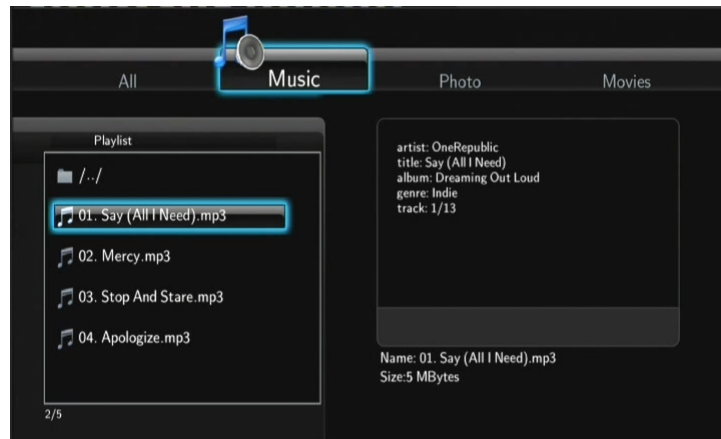 All
Music
Photo
Movies
Playlist
/../
01. Say (All I Need).mp3
02. Mercy.mp3
03. Stop And Stare.mp3
04. Apologize.mp3
2/5
artist: OneRepublic
title: Say (All I Need)
album: Dreaming Out Loud
genre: Indie
track: 1/13
Name: 01. Say (All I Need).mp3
Size:5 MBytes